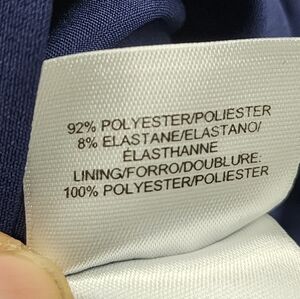 92% POLYESTER/POLIESTER
8% ELASTANE/ELASTANO/
ÉLASTHANNE
LINING/FORRO/DOUBLURE:
100% POLYESTER/POLIESTER